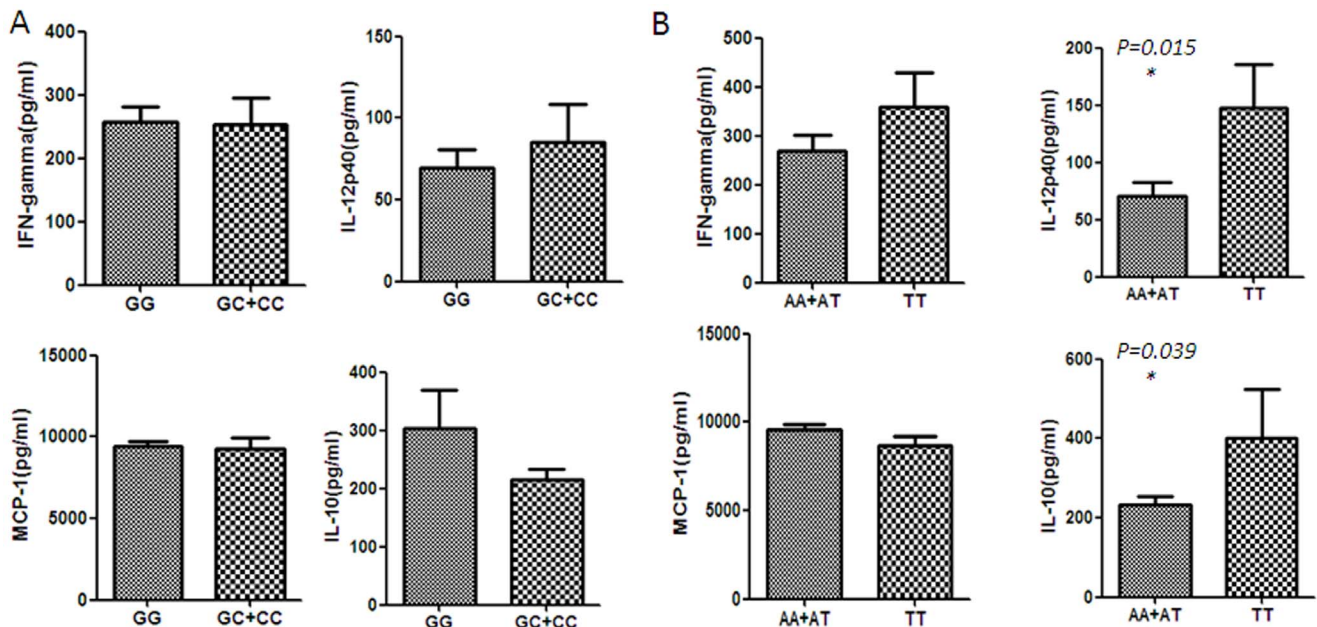 A
IFN-gamma(pg/ml)
400
300
200
100
0
GG
GC+CC
IL-12p40(pg/ml)
150
100
50
0
GG
GC+CC
MCP-1(pg/ml)
15000
10000
5000
0
GG
GC+CC
IL-10(pg/ml)
400
300
200
100
0
GG
GC+CC
B
IFN-gamma(pg/ml)
500
400
300
200
100
0
AA+AT
TT
IL-12p40(pg/ml)
200
150
100
50
0
P=0.015
*
AA+AT
TT
MCP-1(pg/ml)
15000
10000
5000
0
AA+AT
TT
IL-10(pg/ml)
600
400
200
0
P=0.039
*
AA+AT
TT